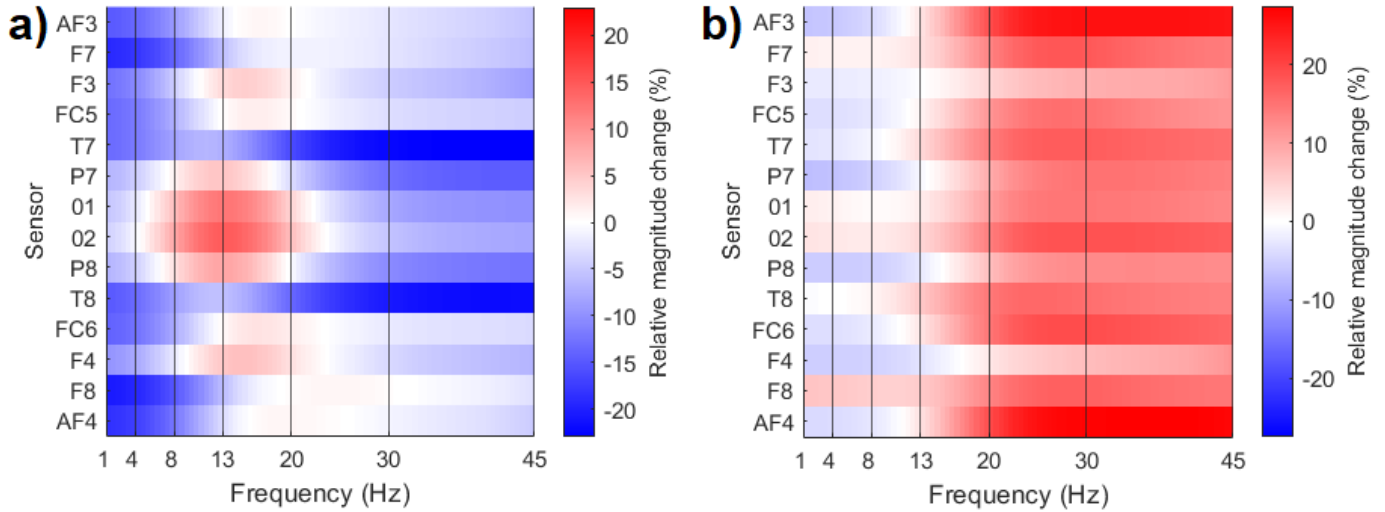 a)
Sensor
AF3
F7
F3
FC5
T7
P7
01
02
P8
T8
FC6
F4
F8
AF4
1 4 8 13 20 30 45
Frequency (Hz)
20
15
10
5
0
-5
-10
-15
-20
Relative magnitude change (%)
b)
Sensor
AF3
F7
F3
FC5
T7
P7
01
02
P8
T8
FC6
F4
F8
AF4
1 4 8 13 20 30 45
Frequency (Hz)
20
10
0
-10
-20
Relative magnitude change (%)